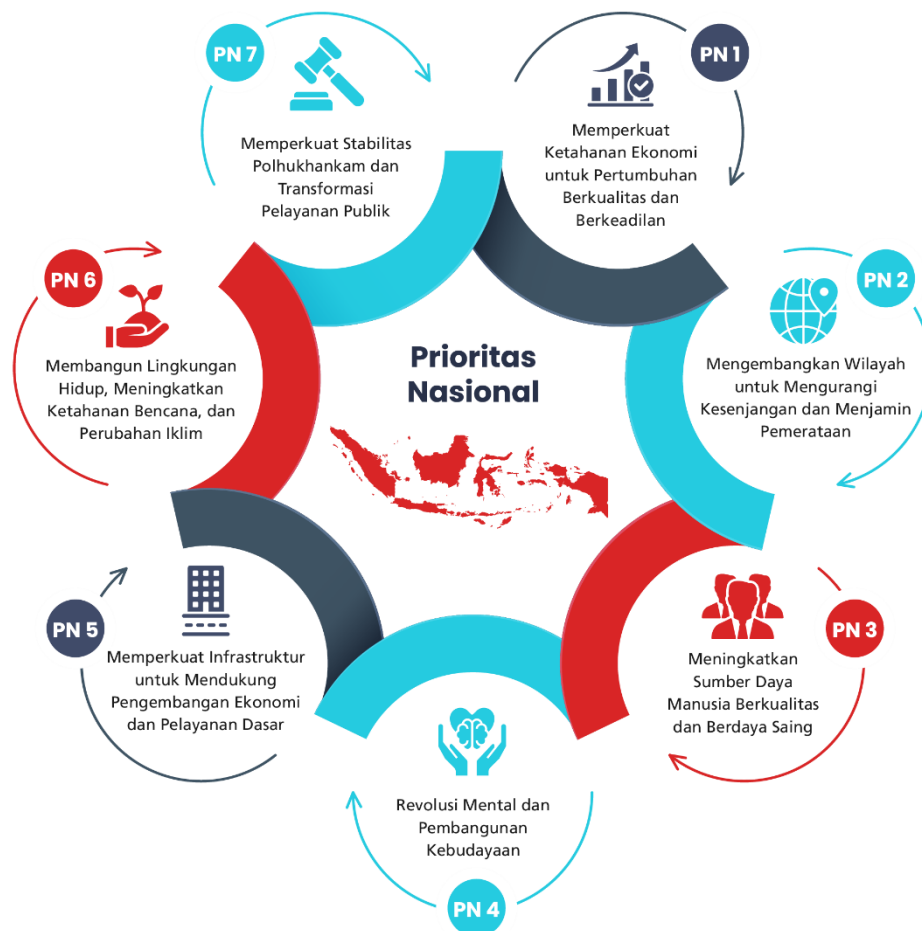 Prioritas
Nasional
PN 1
Memperkuat
Ketahanan Ekonomi
untuk Pertumbuhan
Berkualitas dan
Berkeadilan
PN 2
Mengembangkan Wilayah
untuk Mengurangi
Kesenjangan dan Menjamin
Pemerataan
PN 3
Meningkatkan
Sumber Daya
Manusia Berkualitas
dan Berdaya Saing
Revolusi Mental dan
Pembangunan
Kebudayaan
PN 4
PN 5
Memperkuat Infrastruktur
untuk Mendukung
Pengembangan Ekonomi
dan Pelayanan Dasar
PN 6
Membangun Lingkungan
Hidup, Meningkatkan
Ketahanan Bencana, dan
Perubahan Iklim
PN 7
Memperkuat Stabilitas
Polhukhankam dan
Transformasi
Pelayanan Publik